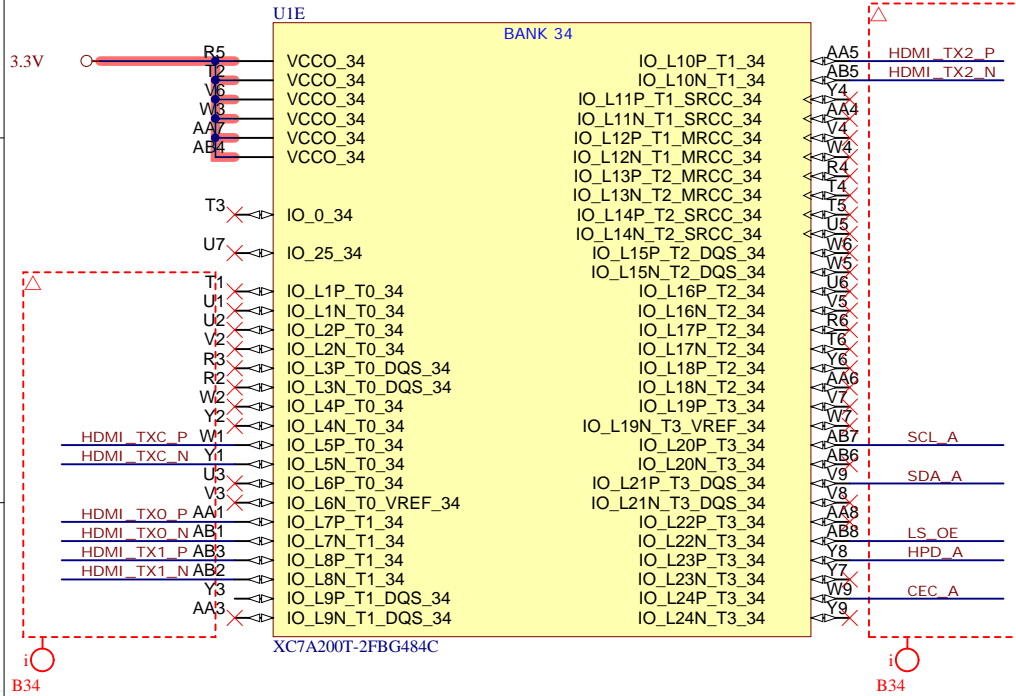 U1E
BANK 34
3.3V
R5 VCCO_34
T2 VCCO_34
V6 VCCO_34
W3 VCCO_34
AA7 VCCO_34
AB4 VCCO_34
T3 IO_0_34
U7 IO_25_34
T1 IO_L1P_T0_34
U1 IO_L1N_T0_34
U2 IO_L2P_T0_34
V2 IO_L2N_T0_34
R3 IO_L3P_T0_DQS_34
R2 IO_L3N_T0_DQS_34
W2 IO_L4P_T0_34
Y2 IO_L4N_T0_34
HDMI_TXC_P W1 IO_L5P_T0_34
HDMI_TXC_N Y1 IO_L5N_T0_34
U3 IO_L6P_T0_34
V3 IO_L6N_T0_VREF_34
HDMI_TX0_P AA1 IO_L7P_T1_34
HDMI_TX0_N AB1 IO_L7N_T1_34
HDMI_TX1_P AB3 IO_L8P_T1_34
HDMI_TX1_N AB2 IO_L8N_T1_34
Y3 IO_L9P_T1_DQS_34
AA3 IO_L9N_T1_DQS_34
IO_L10P_T1_34 AA5 HDMI_TX2_P
IO_L10N_T1_34 AB5 HDMI_TX2_N
IO_L11P_T1_SRCC_34 Y4
IO_L11N_T1_SRCC_34 AA4
IO_L12P_T1_MRCC_34 V4
IO_L12N_T1_MRCC_34 W4
IO_L13P_T2_MRCC_34 R4
IO_L13N_T2_MRCC_34 T4
IO_L14P_T2_SRCC_34 T5
IO_L14N_T2_SRCC_34 U5
IO_L15P_T2_DQS_34 W6
IO_L15N_T2_DQS_34 W5
IO_L16P_T2_34 U6
IO_L16N_T2_34 V5
IO_L17P_T2_34 R6
IO_L17N_T2_34 T6
IO_L18P_T2_34 Y6
IO_L18N_T2_34 AA6
IO_L19P_T3_34 V7
IO_L19N_T3_VREF_34 W7
IO_L20P_T3_34 AB7 SCL_A
IO_L20N_T3_34 AB6
IO_L21P_T3_DQS_34 V9 SDA_A
IO_L21N_T3_DQS_34 V8
IO_L22P_T3_34 AA8
IO_L22N_T3_34 AB8 LS_OE
IO_L23P_T3_34 Y8 HPD_A
IO_L23N_T3_34 Y7
IO_L24P_T3_34 W9 CEC_A
IO_L24N_T3_34 Y9
XC7A200T-2FBG484C
i
B34
i
B34